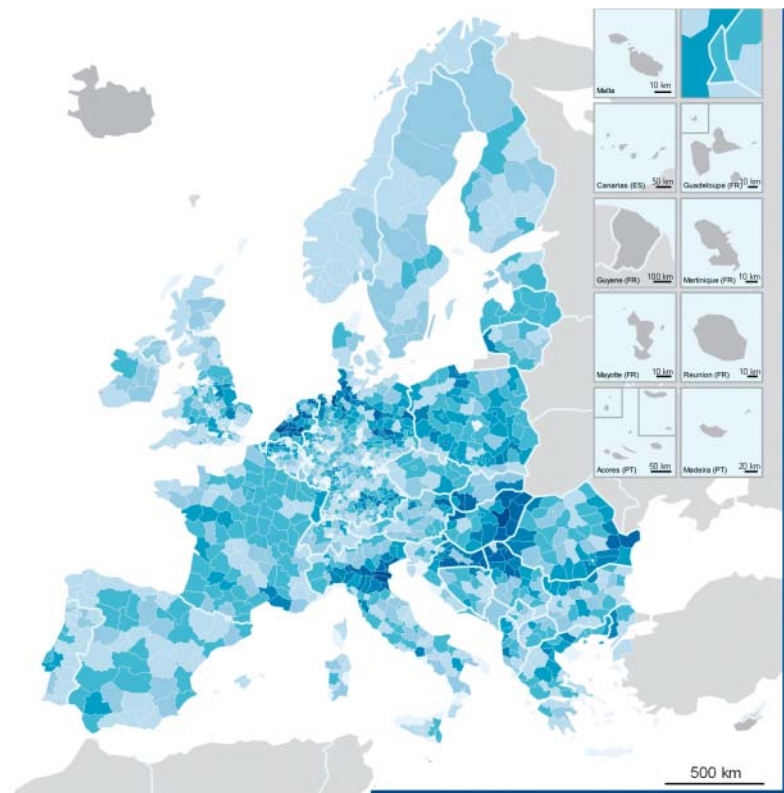 Malta
10 km
Canarias (ES)
50 km
Guadeloupe (FR)
10 km
Guyane (FR)
100 km
Martinique (FR)
10 km
Mayotte (FR)
10 km
Reunion (FR)
10 km
Acores (PT)
50 km
Madeira (PT)
20 km
500 km